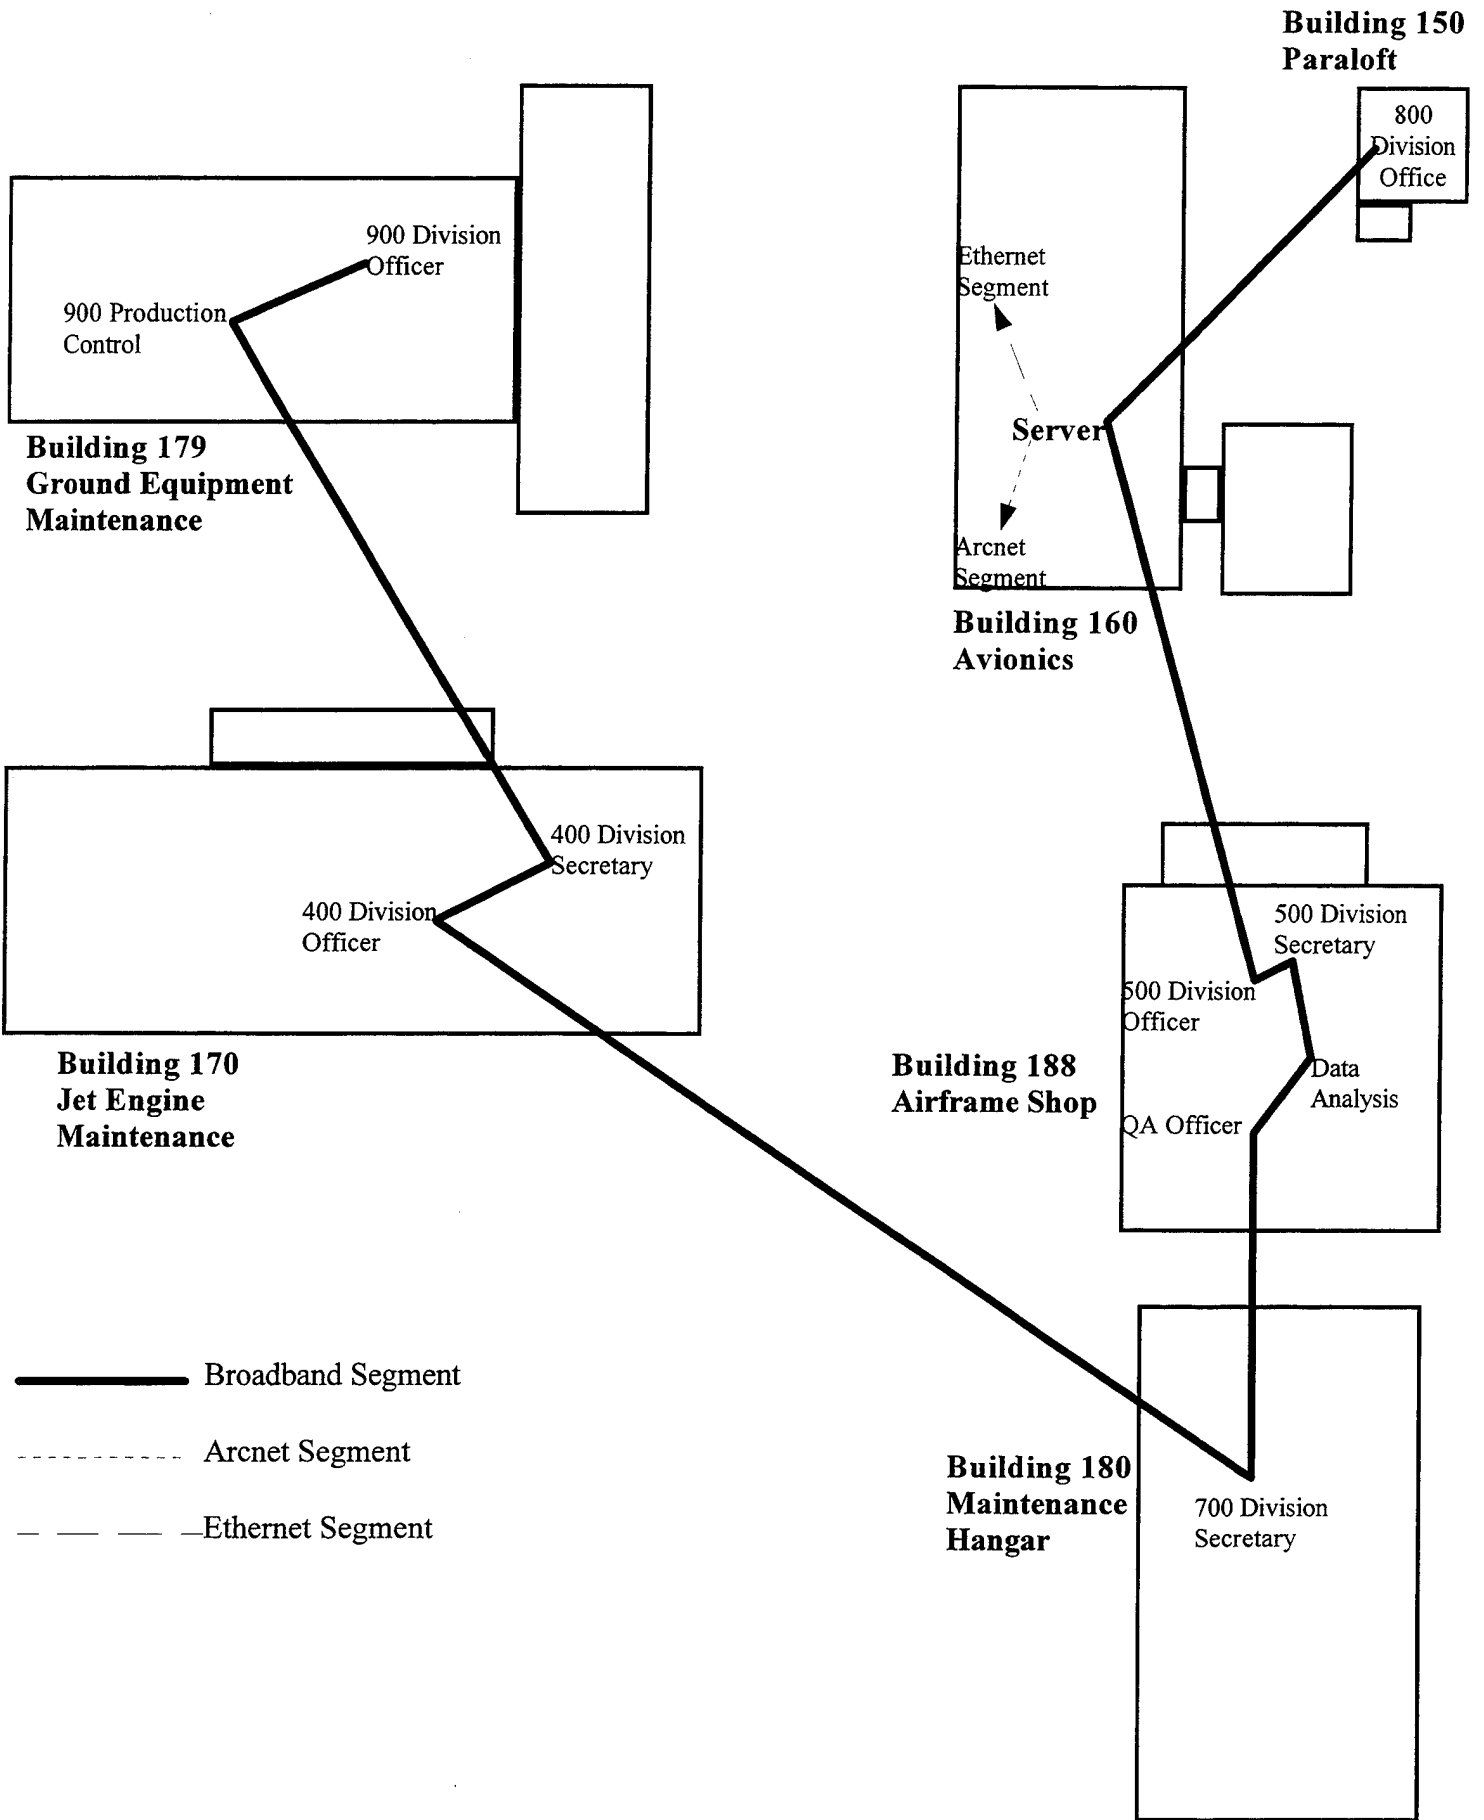 Building 150
Paraloft
800
Division
Office
900 Division
Officer
900 Production
Control
Building 179
Ground Equipment
Maintenance
Ethernet
Segment
Server
Arcnet
Segment
Building 160
Avionics
400 Division
Secretary
400 Division
Officer
Building 170
Jet Engine
Maintenance
500 Division
Secretary
500 Division
Officer
Data
Analysis
QA Officer
Building 188
Airframe Shop
Broadband Segment
Arcnet Segment
Ethernet Segment
Building 180
Maintenance
Hangar
700 Division
Secretary